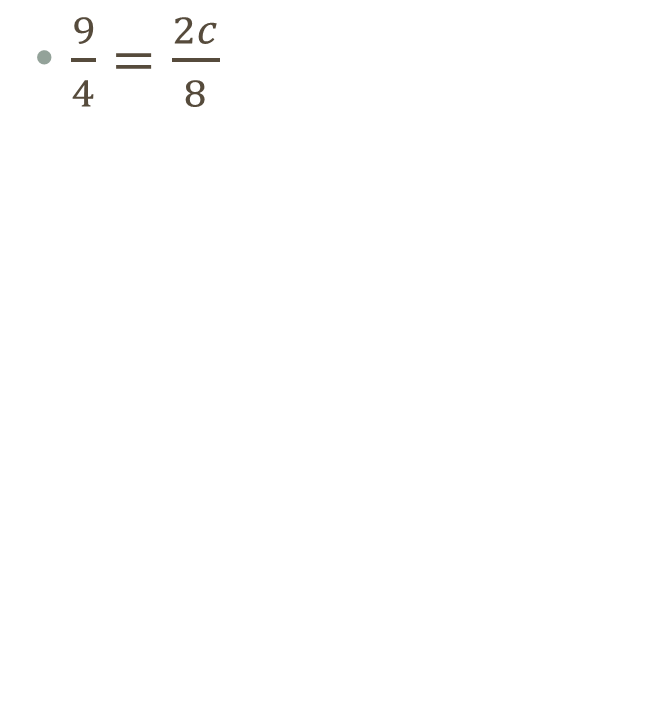 • 9/4 = 2c/8